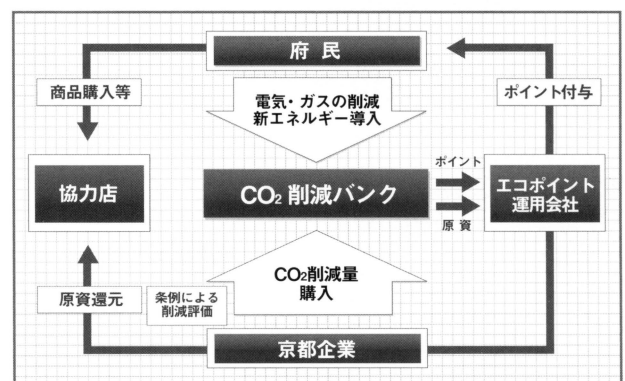 府民
商品購入等
電気・ガスの削減
新エネルギー導入
ポイント付与
協力店
CO₂ 削減バンク
ポイント
原資
エコポイント
運用会社
CO₂削減量
購入
原資還元
条例による
削減評価
京都企業